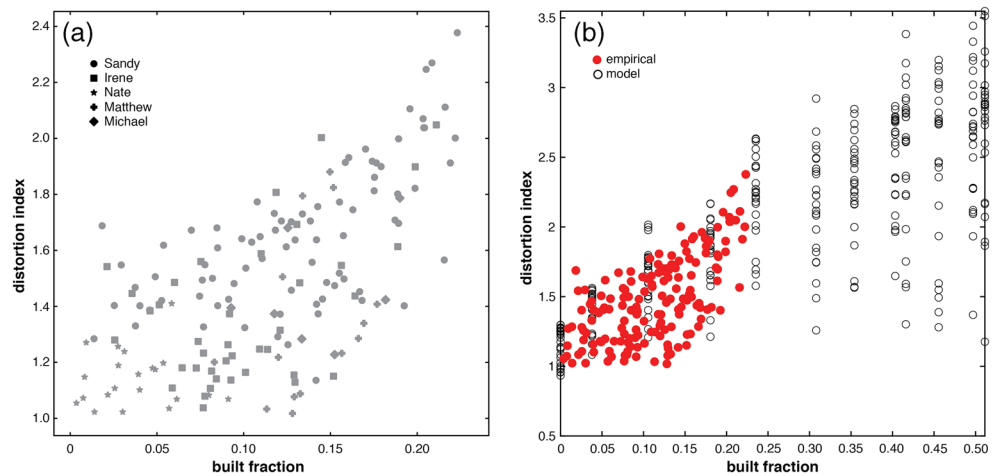 (a)
Sandy
Irene
Nate
Matthew
Michael
2.4
2.2
2.0
1.8
1.6
1.4
1.2
1.0
distortion index
0 0.05 0.10 0.15 0.20
built fraction
(b)
empirical
model
3.5
3
2.5
2
1.5
1
0.5
distortion index
0.00 0.05 0.10 0.15 0.20 0.25 0.30 0.35 0.40 0.45 0.50
built fraction